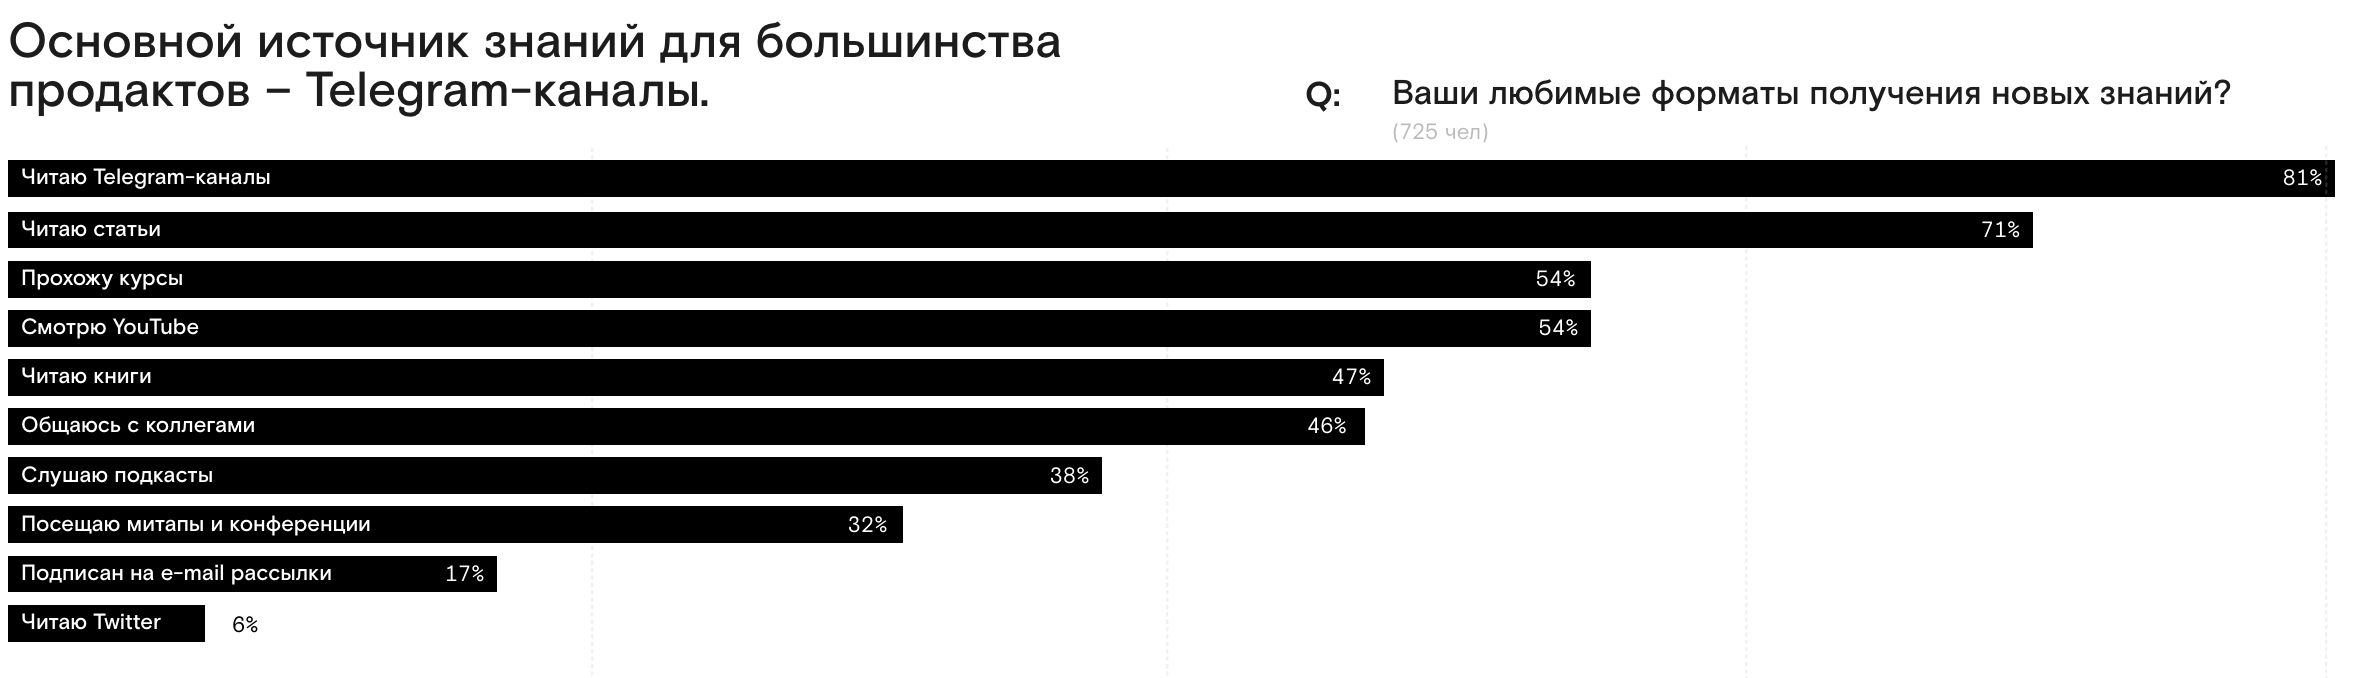 Основной источник знаний для большинства
продактов – Telegram-каналы.
Q: Ваши любимые форматы получения новых знаний?
(725 чел)
Читаю Telegram-каналы 81%
Читаю статьи 71%
Прохожу курсы 54%
Смотрю YouTube 54%
Читаю книги 47%
Общаюсь с коллегами 46%
Слушаю подкасты 38%
Посещаю митапы и конференции 32%
Подписан на e-mail рассылки 17%
Читаю Twitter 6%